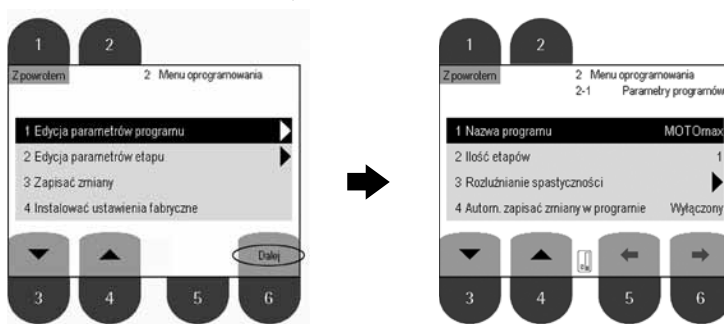 1 2
Z powrotem 2 Menu oprogramowania
1 Edycja parametrów programu
2 Edycja parametrów etapu
3 Zapisać zmiany
4 Instalować ustawienia fabryczne
Dalej
3 4 5 6
1 2
Z powrotem 2 Menu oprogramowania
2-1 Parametry programów
1 Nazwa programu MOTOmax
2 Ilość etapów 1
3 Rozluźnianie spastyczności
4 Autom. zapisać zmiany w programie Wyłączony
3 4 5 6